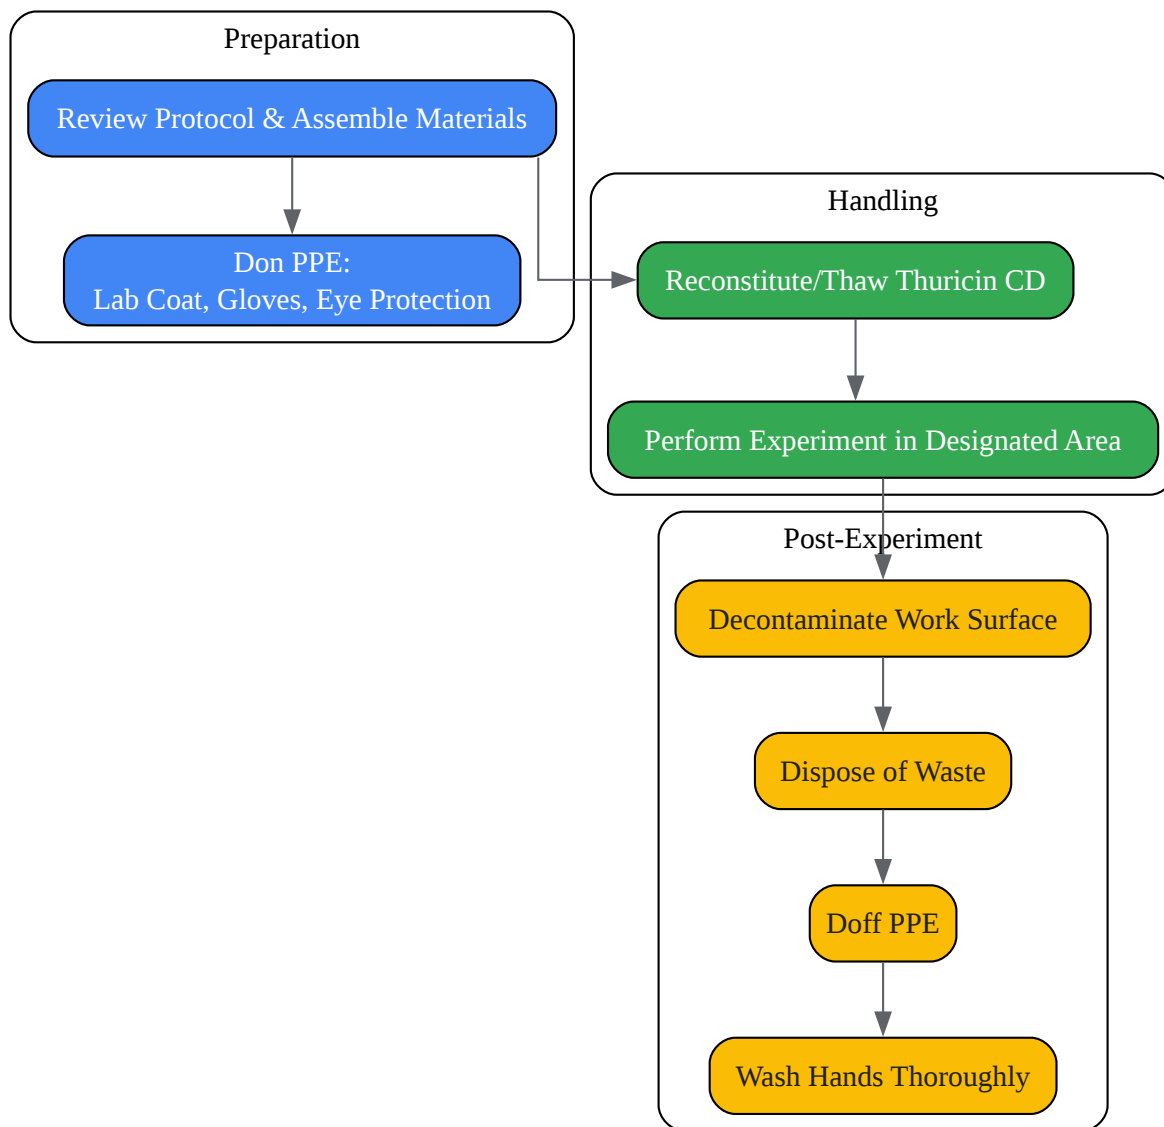 Preparation
Review Protocol & Assemble Materials
Don PPE:
Lab Coat, Gloves, Eye Protection
Handling
Reconstitute/Thaw Thuricin CD
Perform Experiment in Designated Area
Post-Experiment
Decontaminate Work Surface
Dispose of Waste
Doff PPE
Wash Hands Thoroughly